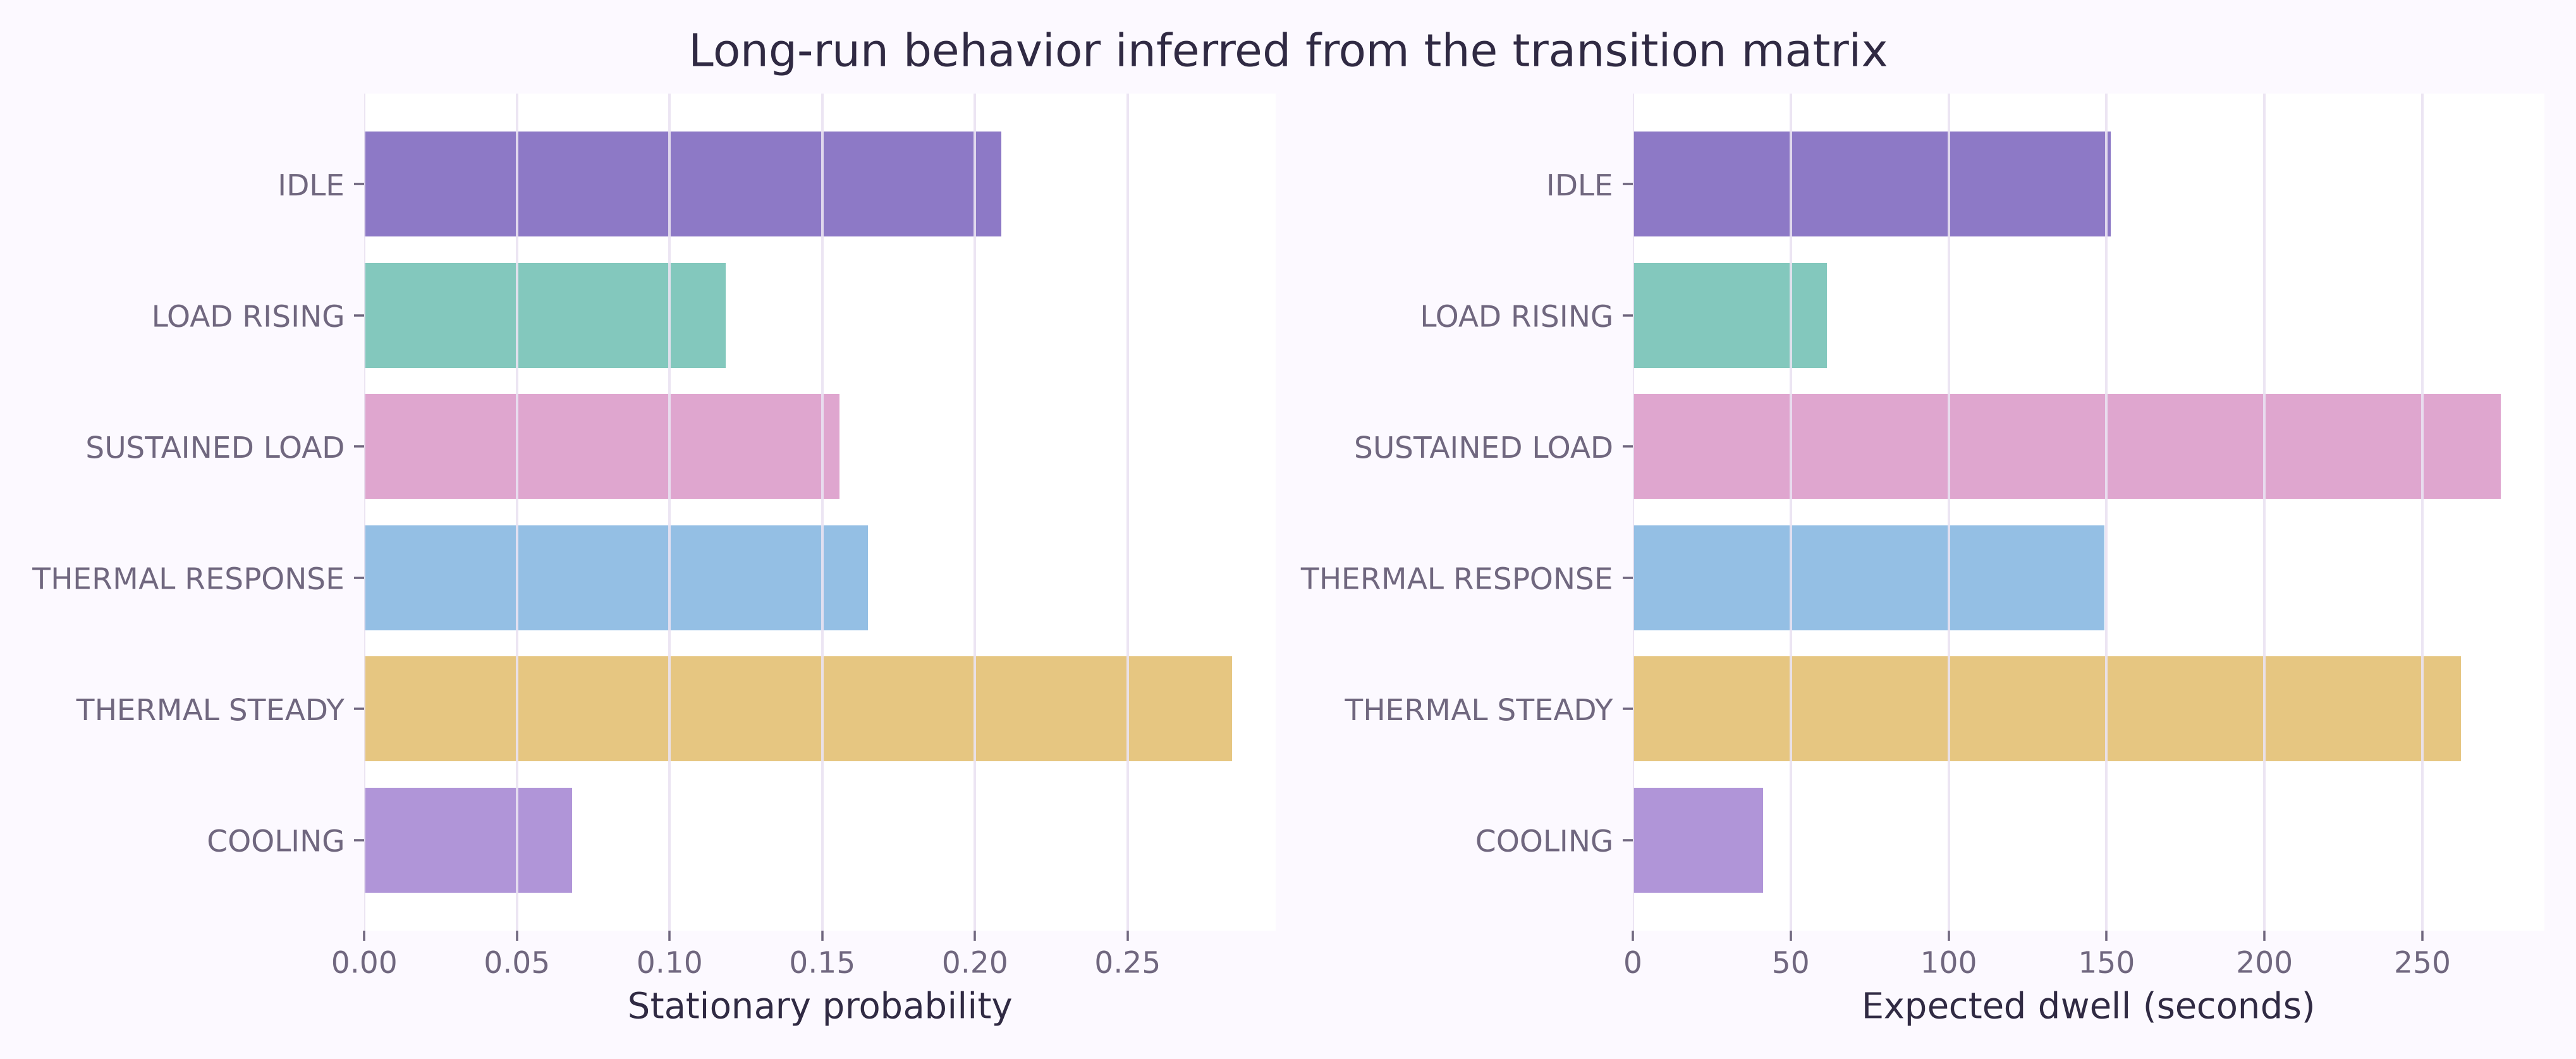 Long-run behavior inferred from the transition matrix
IDLE
LOAD RISING
SUSTAINED LOAD
THERMAL RESPONSE
THERMAL STEADY
COOLING
0.00 0.05 0.10 0.15 0.20 0.25
Stationary probability
IDLE
LOAD RISING
SUSTAINED LOAD
THERMAL RESPONSE
THERMAL STEADY
COOLING
0 50 100 150 200 250
Expected dwell (seconds)